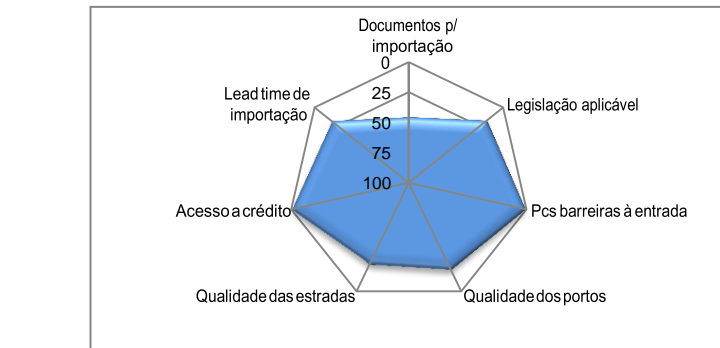 Documentos p/
importação
0
Lead time de
importação
25
Legislação aplicável
50
75
100
Acesso a crédito
Pcs barreiras à entrada
Qualidade das estradas
Qualidade dos portos